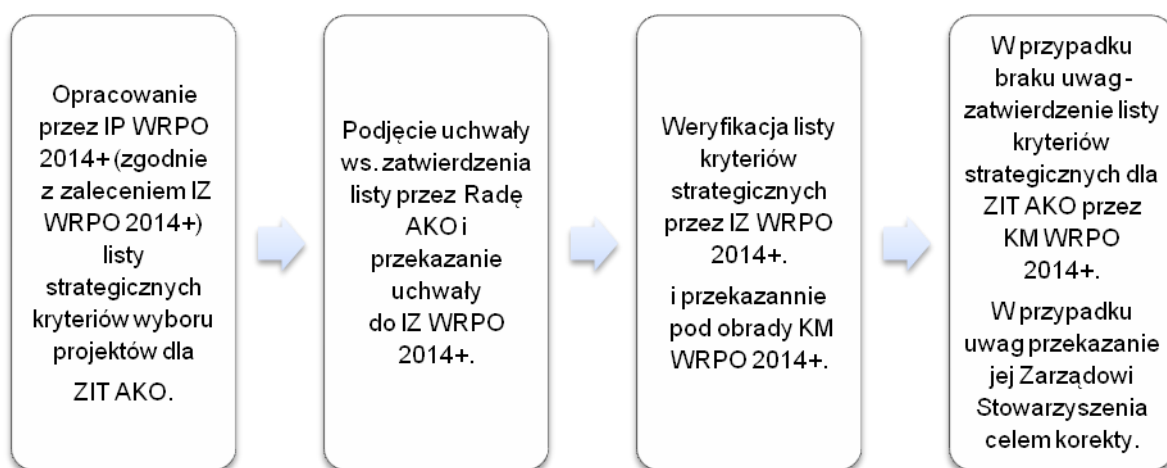 Opracowanie
przez IP WRPO
2014+ (zgodnie
z zaleceniem IZ
WRPO 2014+)
listy
strategicznych
kryteriów wyboru
projektów dla
ZIT AKO.
Podjęcie uchwały
ws. zatwierdzenia
listy przez Radę
AKO i
przekazanie
uchwały
do IZ WRPO
2014+.
Weryfikacja listy
kryteriów
strategicznych
przez IZ WRPO
2014+.
i przekazannie
pod obrady KM
WRPO 2014+.
W przypadku
braku uwag -
zatwierdzenie listy
kryteriów
strategicznych dla
ZIT AKO przez
KM WRPO
2014+.
W przypadku
uwag przekazanie
jej Zarządowi
Stowarzyszenia
celem korekty.